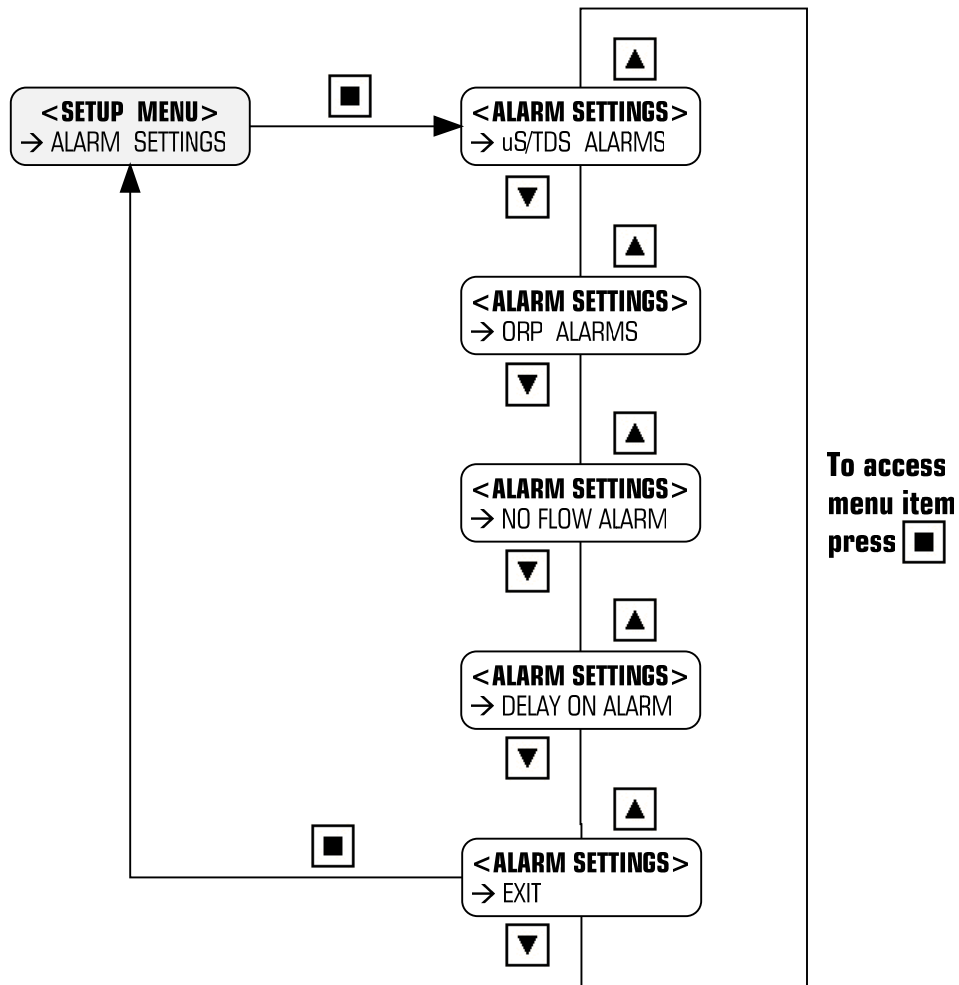 <SETUP MENU>
→ ALARM SETTINGS
<ALARM SETTINGS>
→ uS/TDS ALARMS
<ALARM SETTINGS>
→ ORP ALARMS
<ALARM SETTINGS>
→ NO FLOW ALARM
<ALARM SETTINGS>
→ DELAY ON ALARM
<ALARM SETTINGS>
→ EXIT
To access
menu item
press